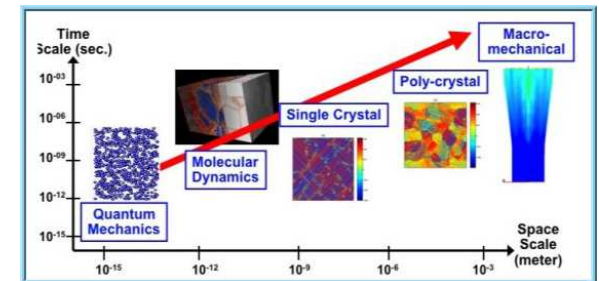 Time
Scale (sec.)
10-03
10-06
10-09
10-12
10-15
Quantum
Mechanics
Molecular
Dynamics
Single Crystal
Poly-crystal
Macro-
mechanical
10-15
10-12
10-9
10-6
10-3
Space
Scale
(meter)